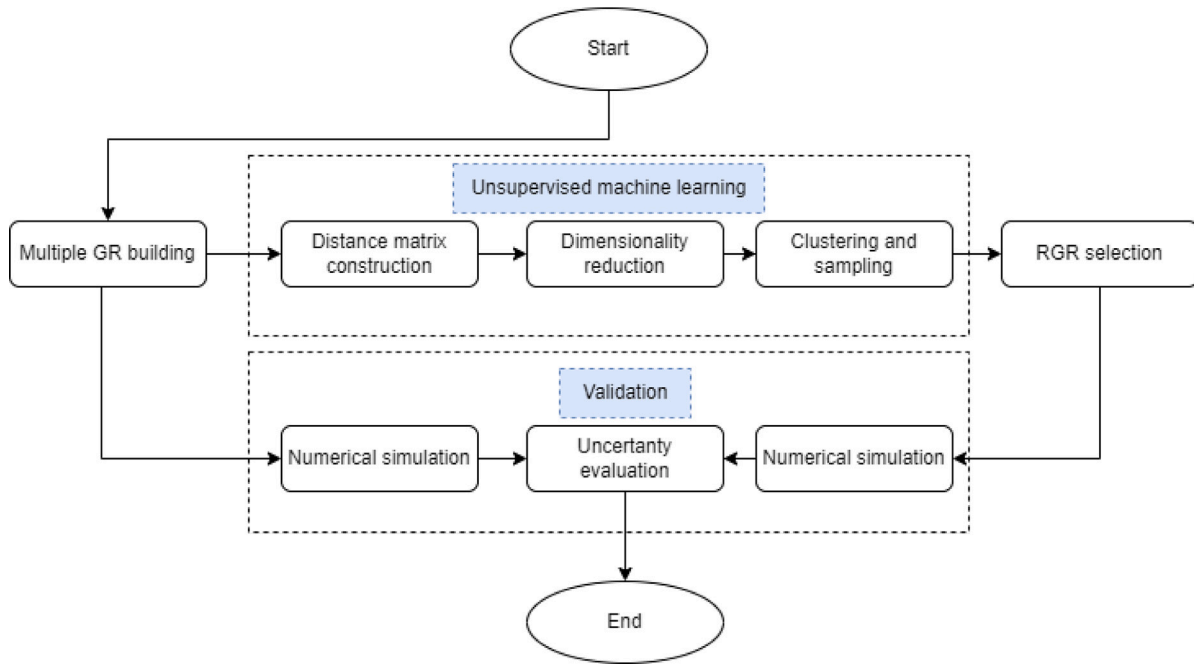 Start
Unsupervised machine learning
Multiple GR building
Distance matrix
construction
Dimensionality
reduction
Clustering and
sampling
RGR selection
Validation
Numerical simulation
Uncertanty
evaluation
Numerical simulation
End